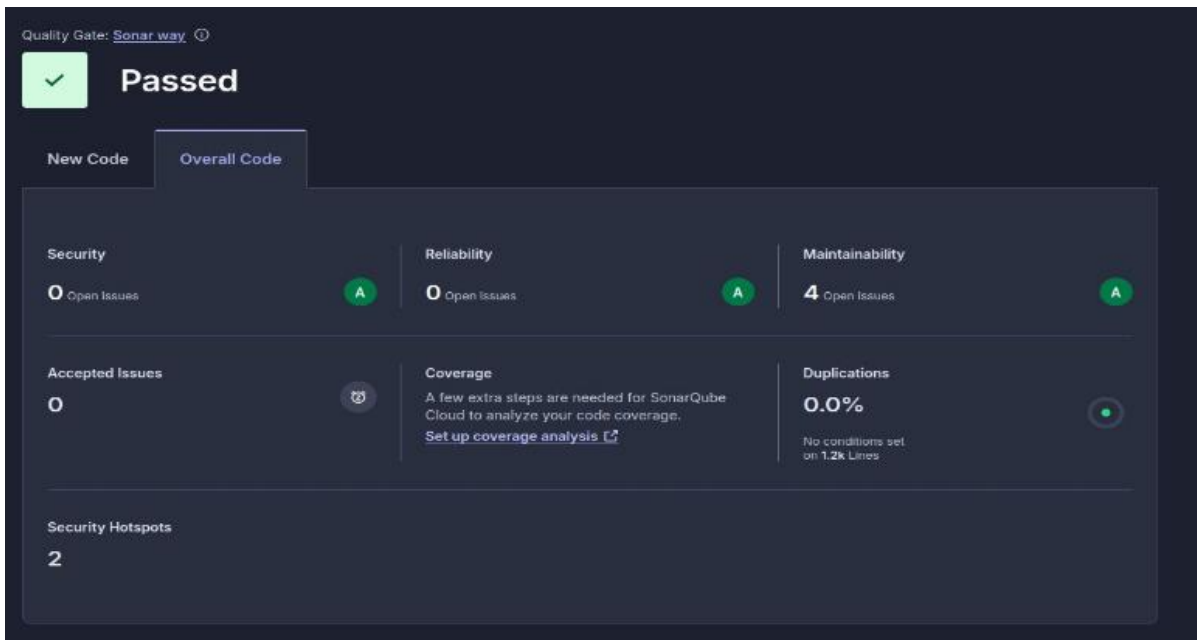 Quality Gate: Sonar way
Passed
New Code
Overall Code
Security
0 Open Issues
A
Reliability
0 Open Issues
A
Maintainability
4 Open Issues
A
Accepted Issues
0
Coverage
A few extra steps are needed for SonarQube
Cloud to analyze your code coverage.
Set up coverage analysis
Duplications
0.0%
No conditions set
on 1.2k Lines
Security Hotspots
2